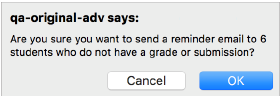 qa-original-adv says:
Are you sure you want to send a reminder email to 6
students who do not have a grade or submission?
Cancel
OK